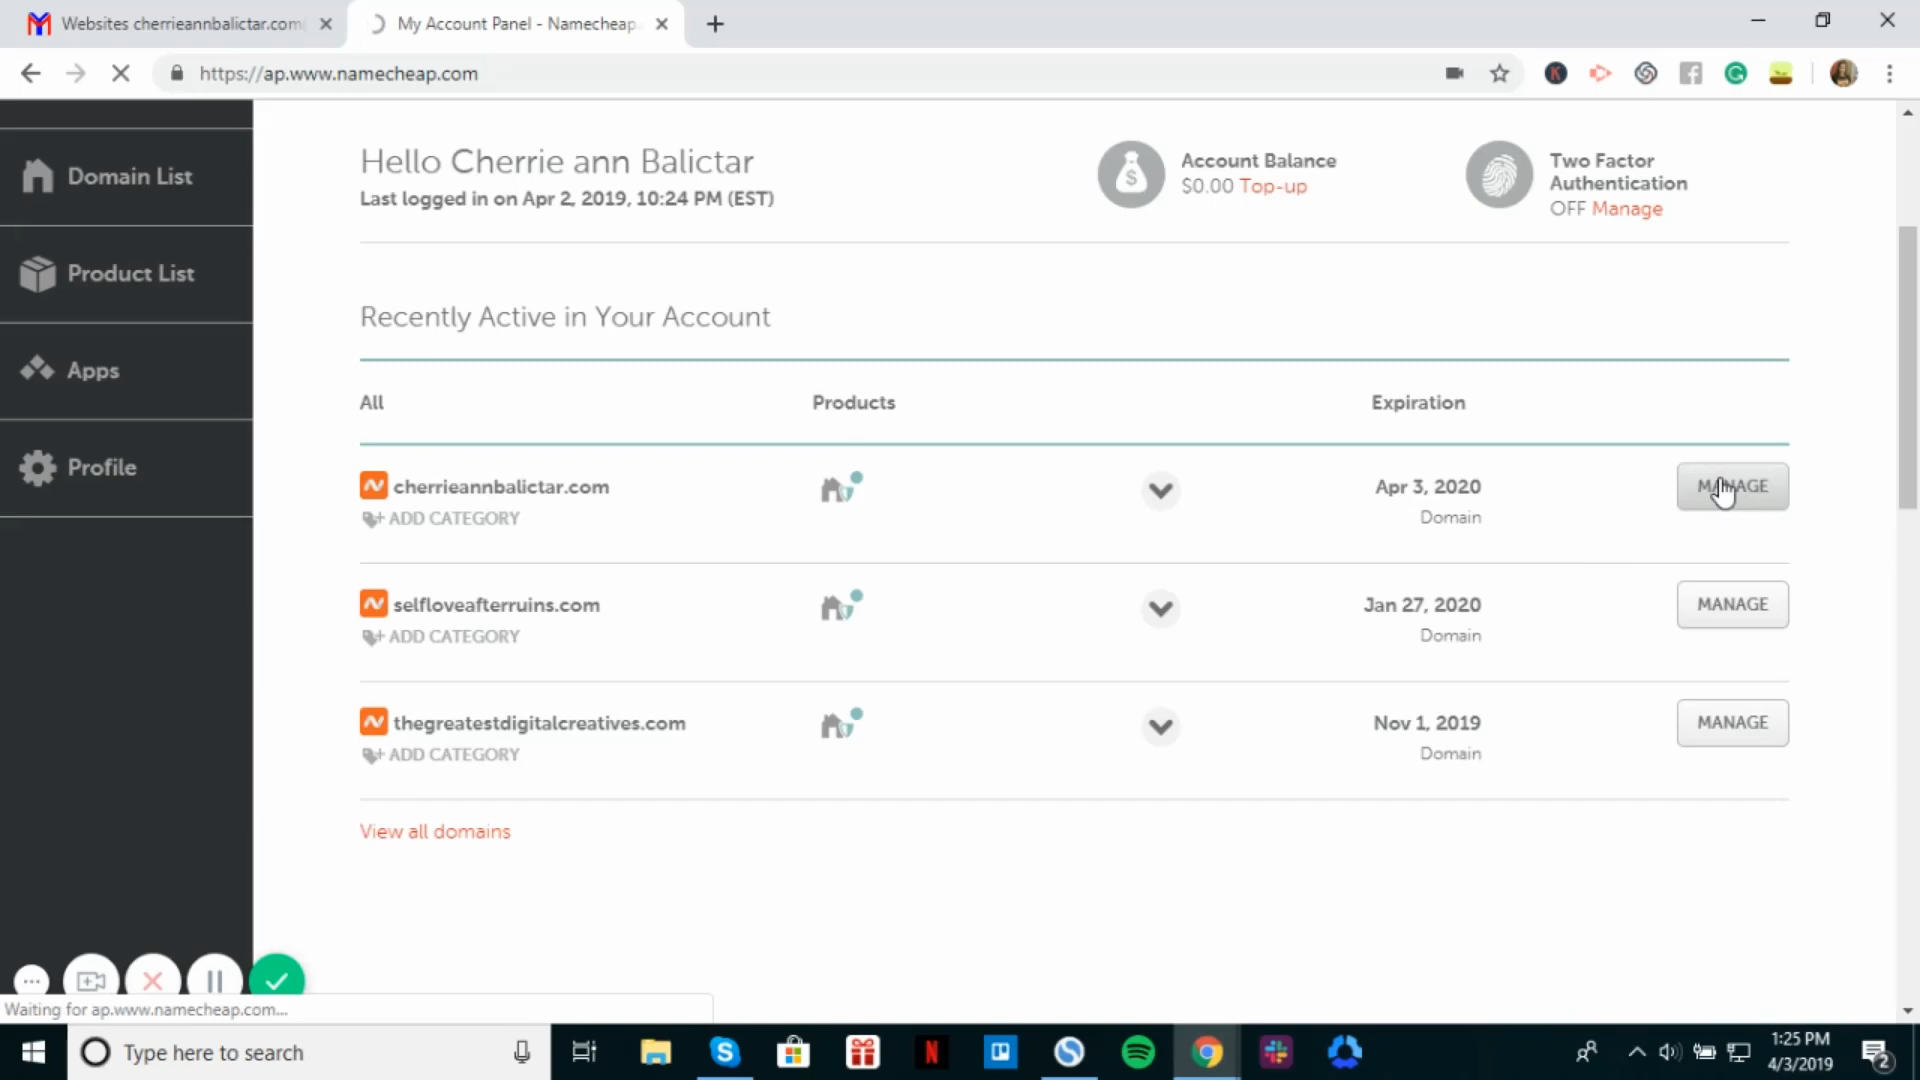 Websites cherrieannbalictar.com
My Account Panel - Namecheap
https://ap.www.namecheap.com
Domain List
Product List
Apps
Profile
Hello Cherrie ann Balictar
Last logged in on Apr 2, 2019, 10:24 PM (EST)
Account Balance
$0.00 Top-up
Two Factor
Authentication
OFF Manage
Recently Active in Your Account
All Products Expiration
cherrieannbalictar.com Apr 3, 2020 MANAGE
ADD CATEGORY Domain
selfloveafterruins.com Jan 27, 2020 MANAGE
ADD CATEGORY Domain
thegreatestdigitalcreatives.com Nov 1, 2019 MANAGE
ADD CATEGORY Domain
View all domains
Waiting for ap.www.namecheap.com...
Type here to search
1:25 PM
4/3/2019
2